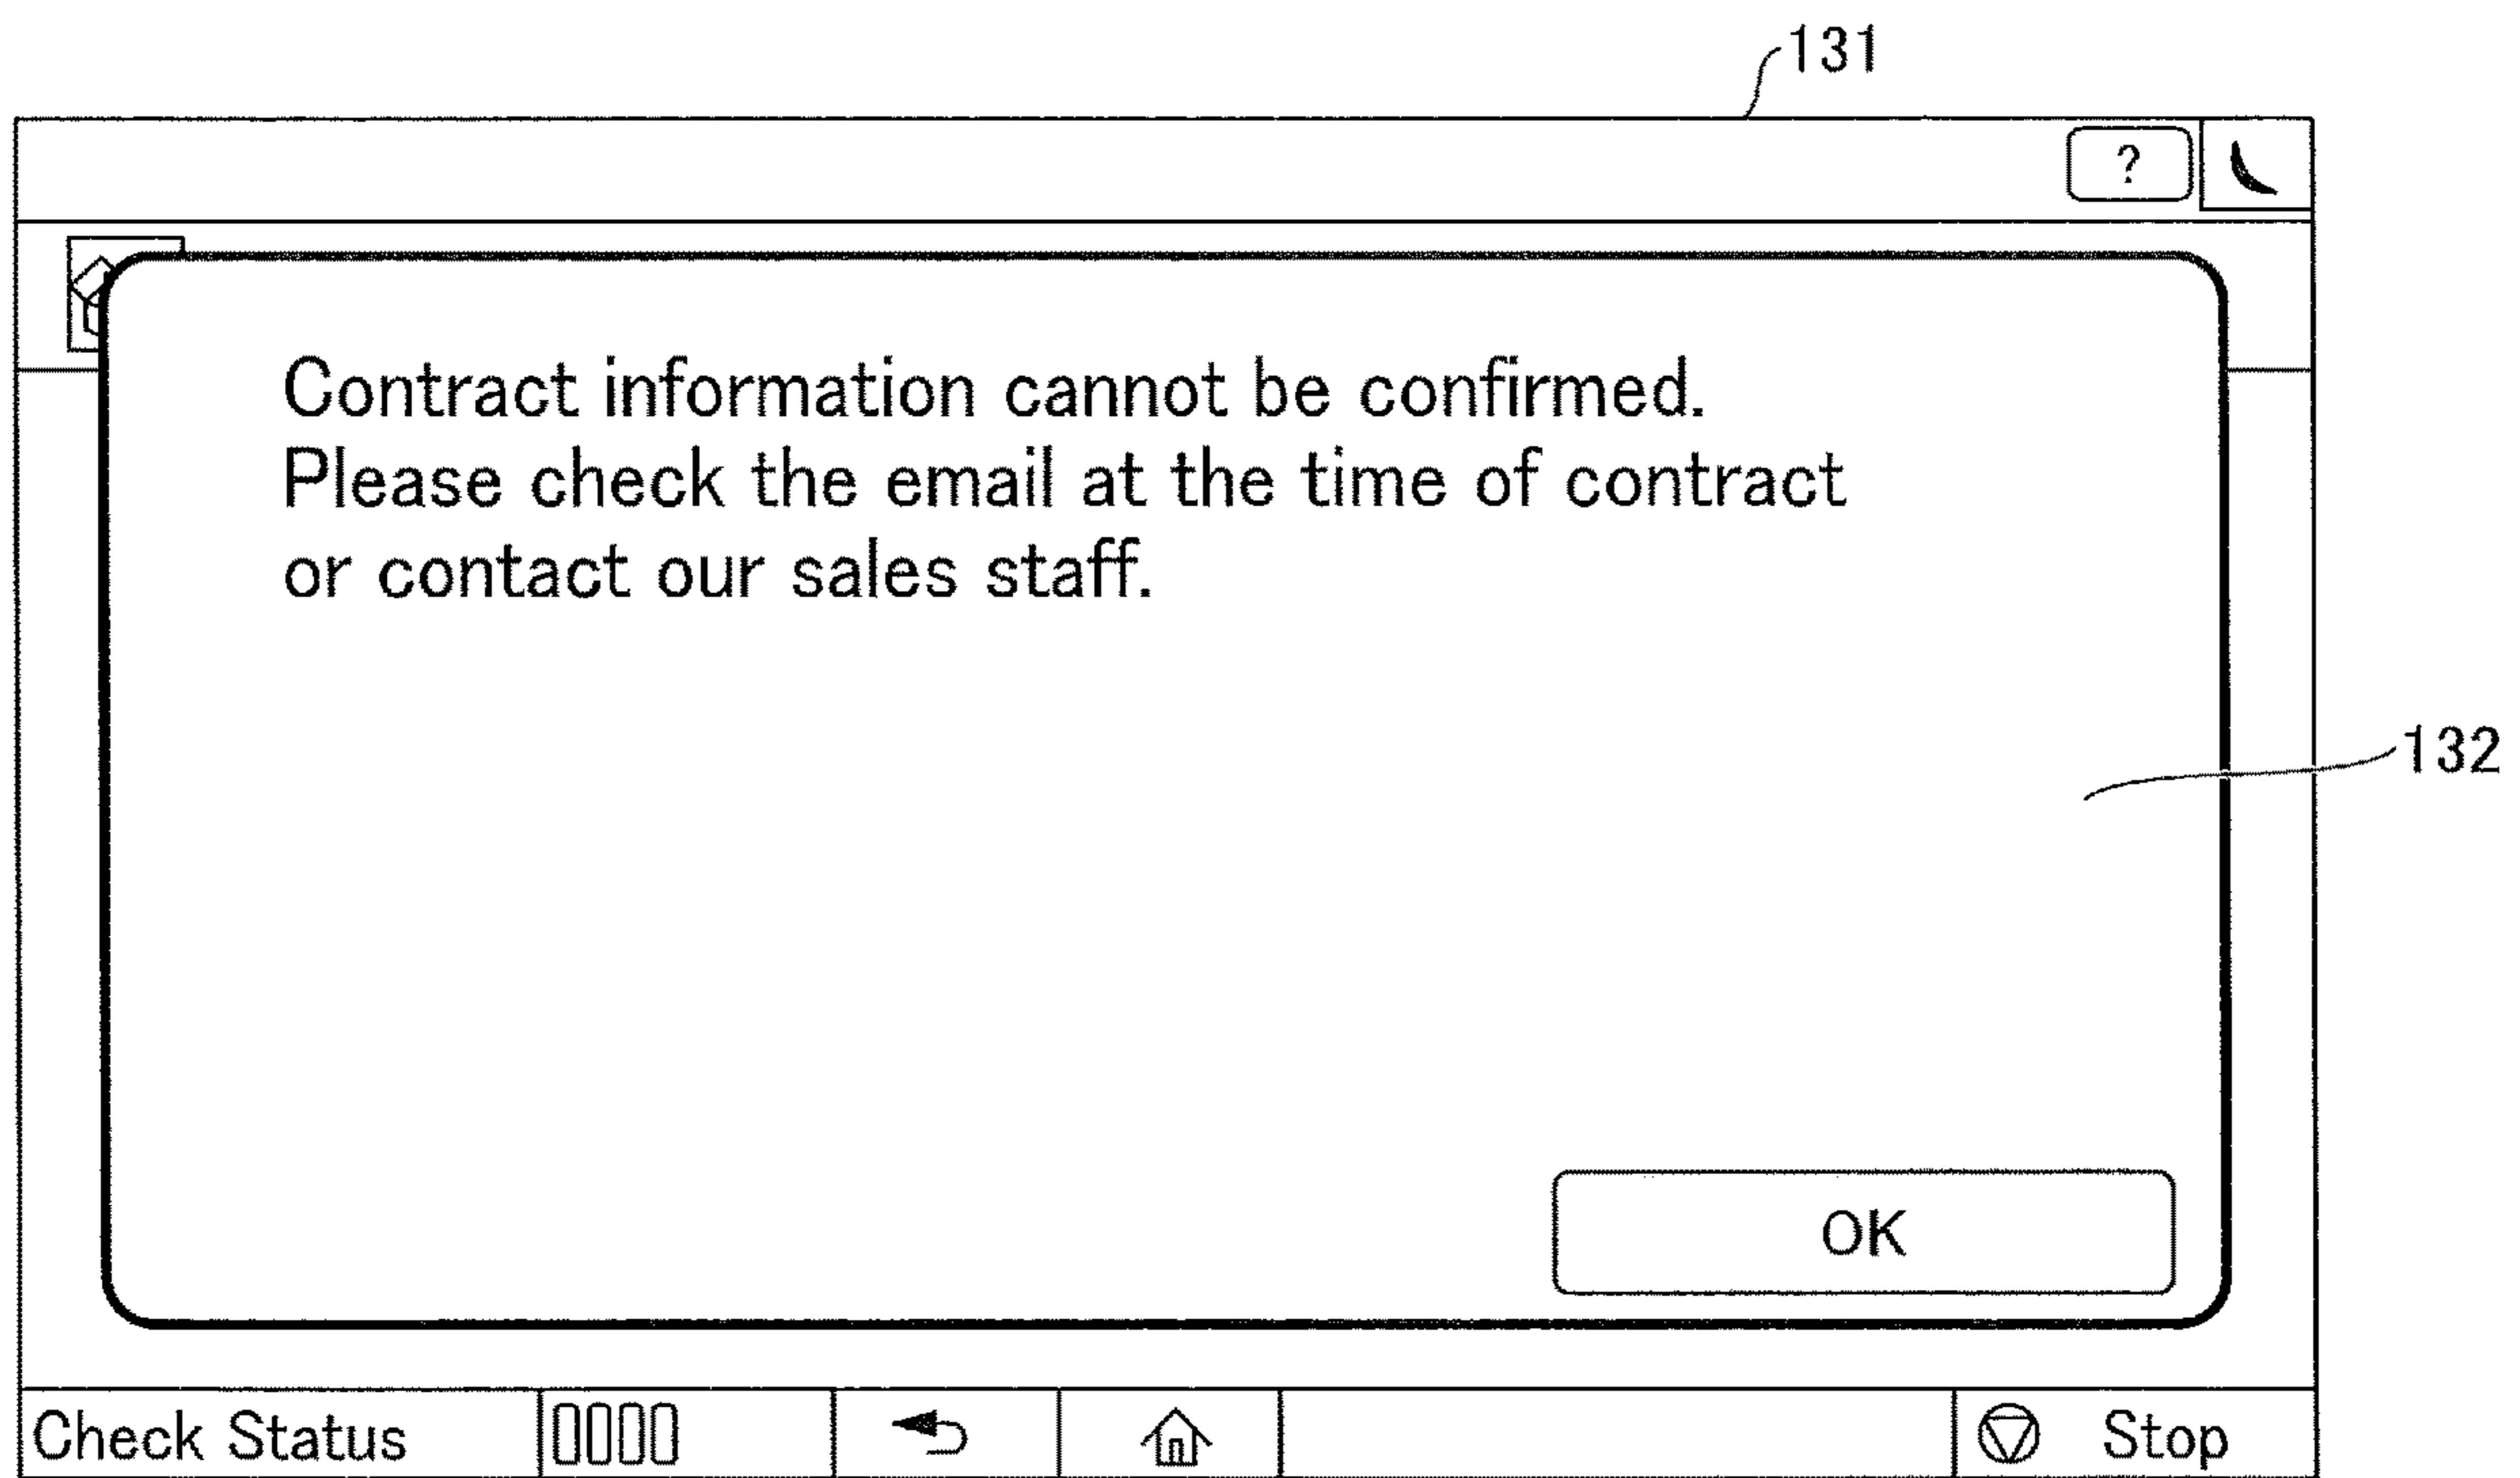 131
?
Contract information cannot be confirmed.
Please check the email at the time of contract
or contact our sales staff.
132
OK
Check Status
Stop